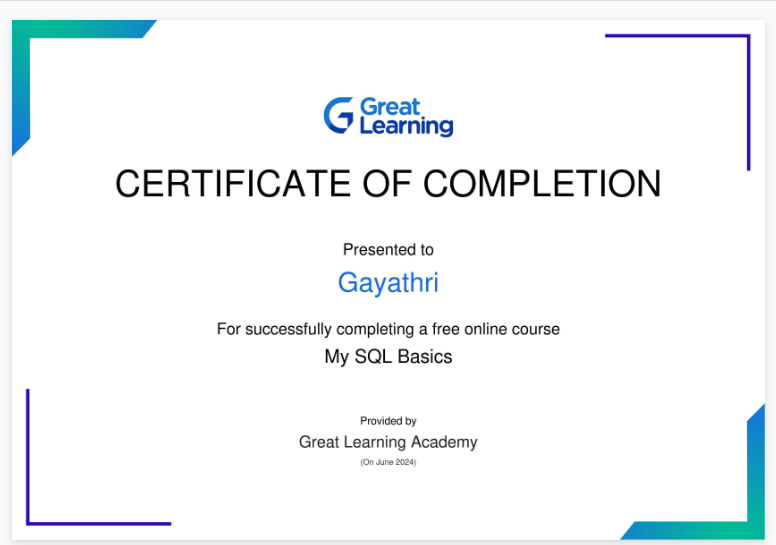 Great
Learning
CERTIFICATE OF COMPLETION
Presented to
Gayathri
For successfully completing a free online course
My SQL Basics
Provided by
Great Learning Academy
(On June 2024)